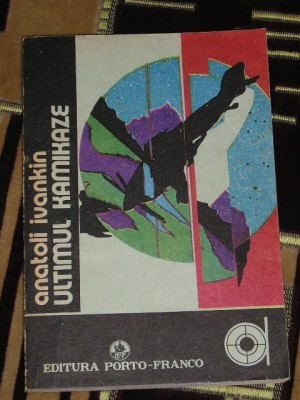 anatoli ivankin
ULTIMUL KAMIKAZE
EDITURA PORTO-FRANCO